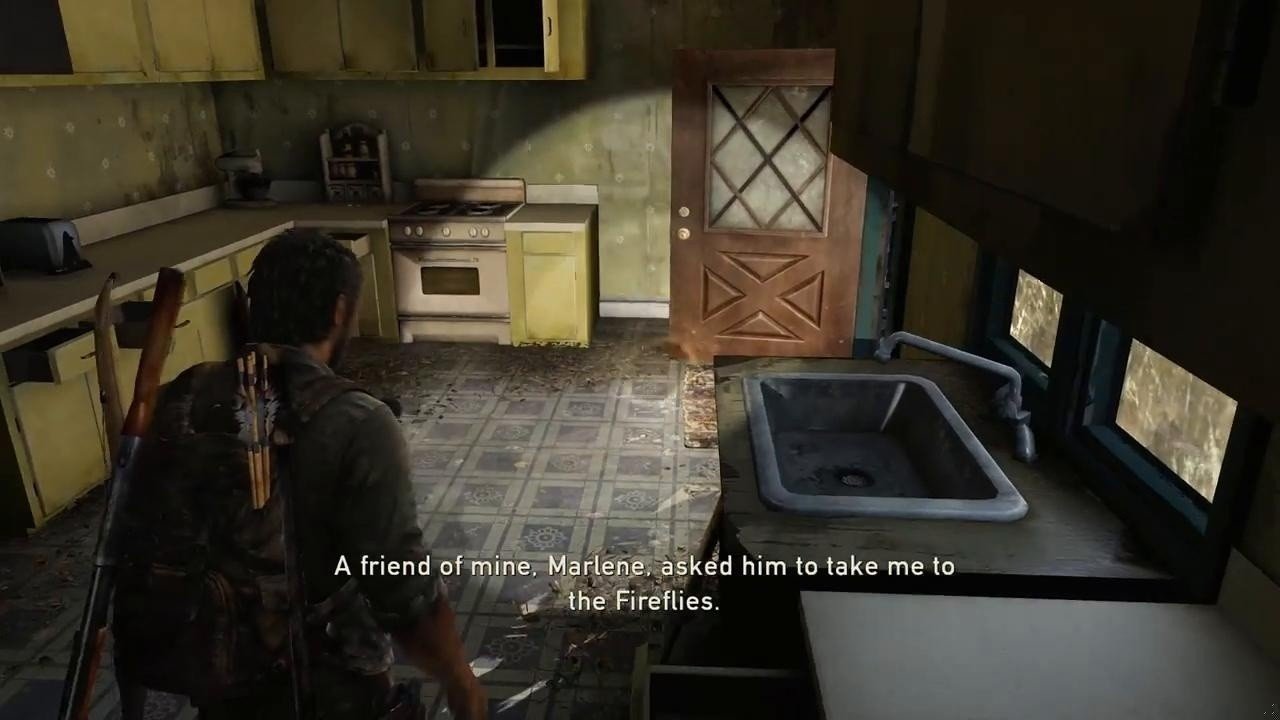 A friend of mine, Marlene, asked him to take me to
the Fireflies.